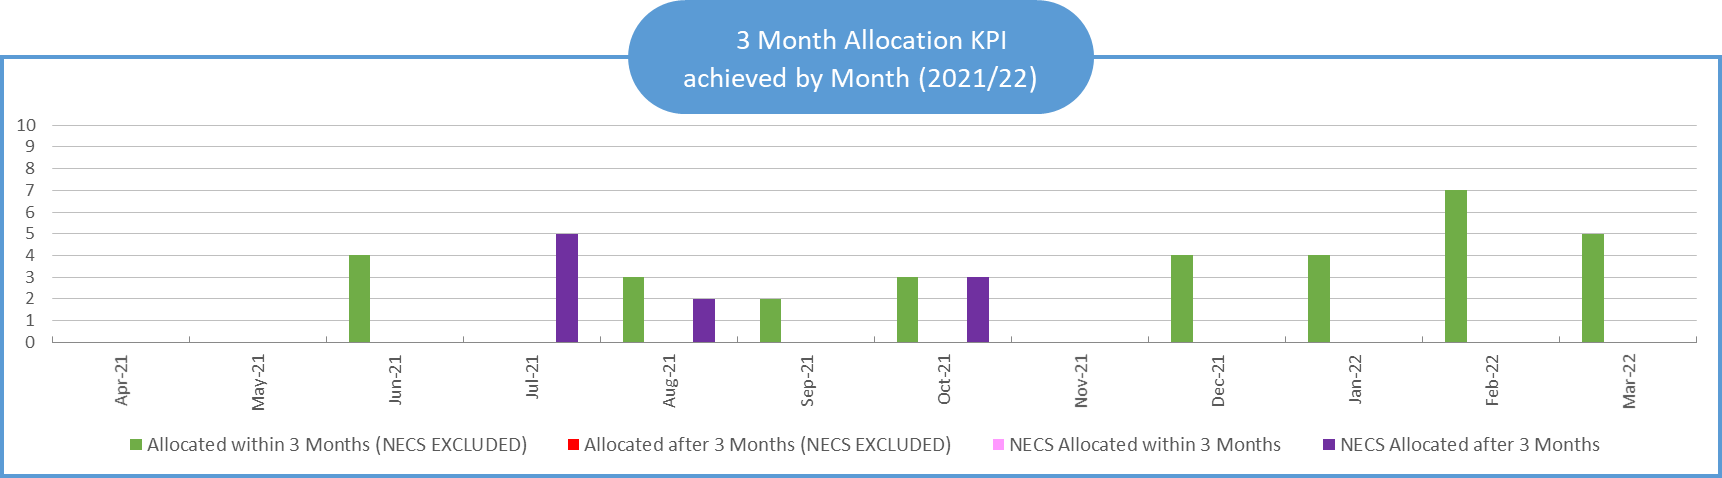 3 Month Allocation KPI
achieved by Month (2021/22)
10
9
8
7
6
5
4
3
2
1
0
Apr-21
May-21
Jun-21
Jul-21
Aug-21
Sep-21
Oct-21
Nov-21
Dec-21
Jan-22
Feb-22
Mar-22
Allocated within 3 Months (NECS EXCLUDED)
Allocated after 3 Months (NECS EXCLUDED)
NECS Allocated within 3 Months
NECS Allocated after 3 Months